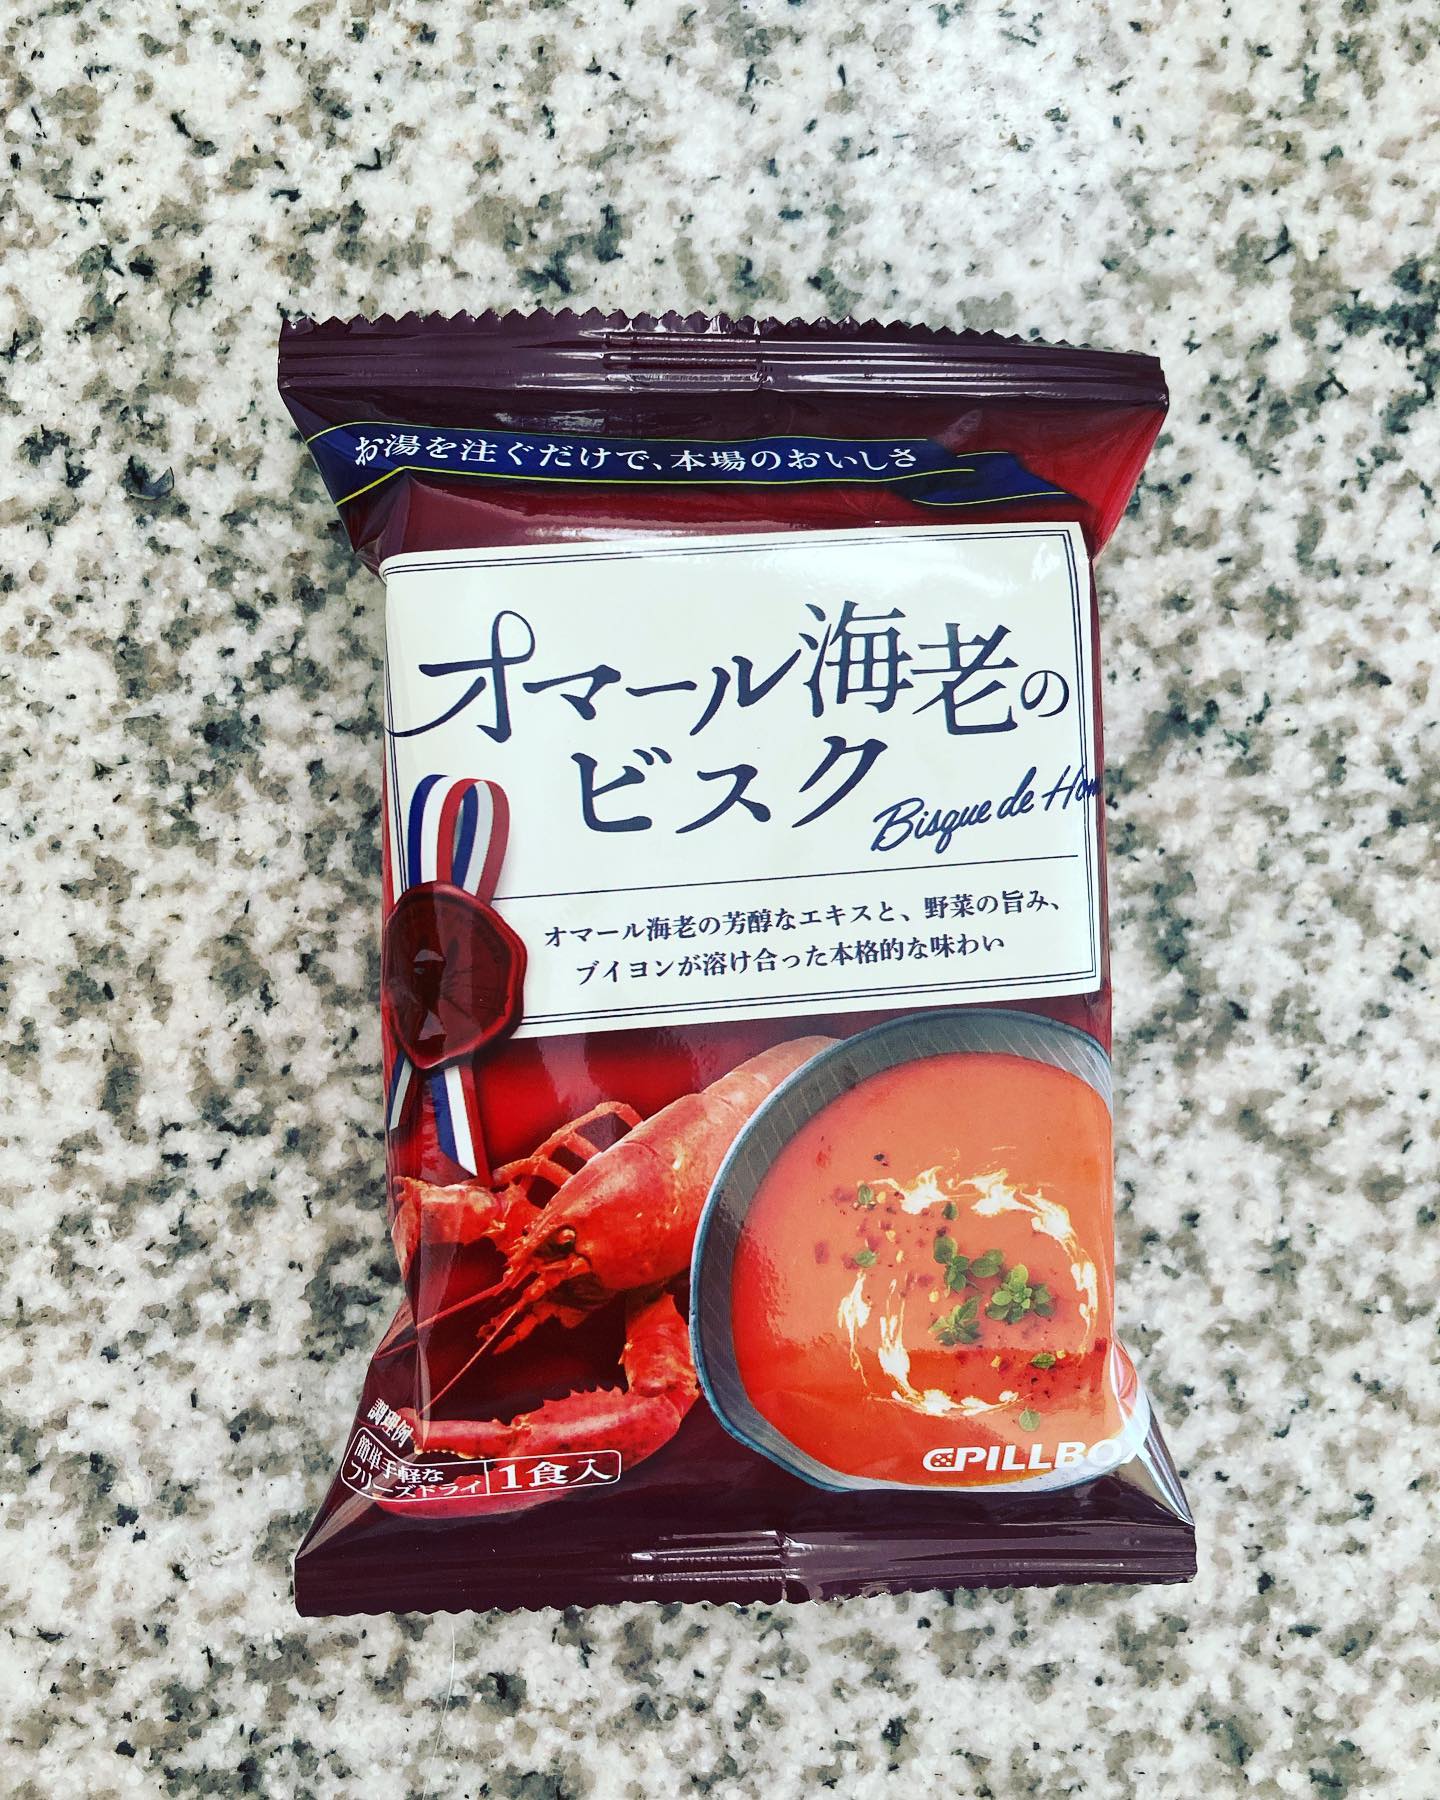 お湯を注ぐだけで、本場のおいしさ
オマール海老の
ビスク
Bisque de Hom
オマール海老の芳醇なエキスと、野菜の旨み、
ブイヨンが溶け合った本格的な味わい
調理例
簡単手軽な
フリーズドライ
1食入
PILLBO